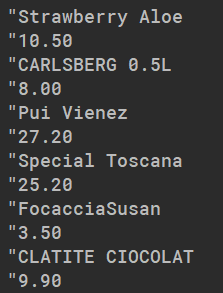 "Strawberry Aloe
"10.50
"CARLSBERG 0.5L
"8.00
"Pui Vienez
"27.20
"Special Toscana
"25.20
"FocacciaSusan
"3.50
"CLATITE CIOCOLAT
"9.90